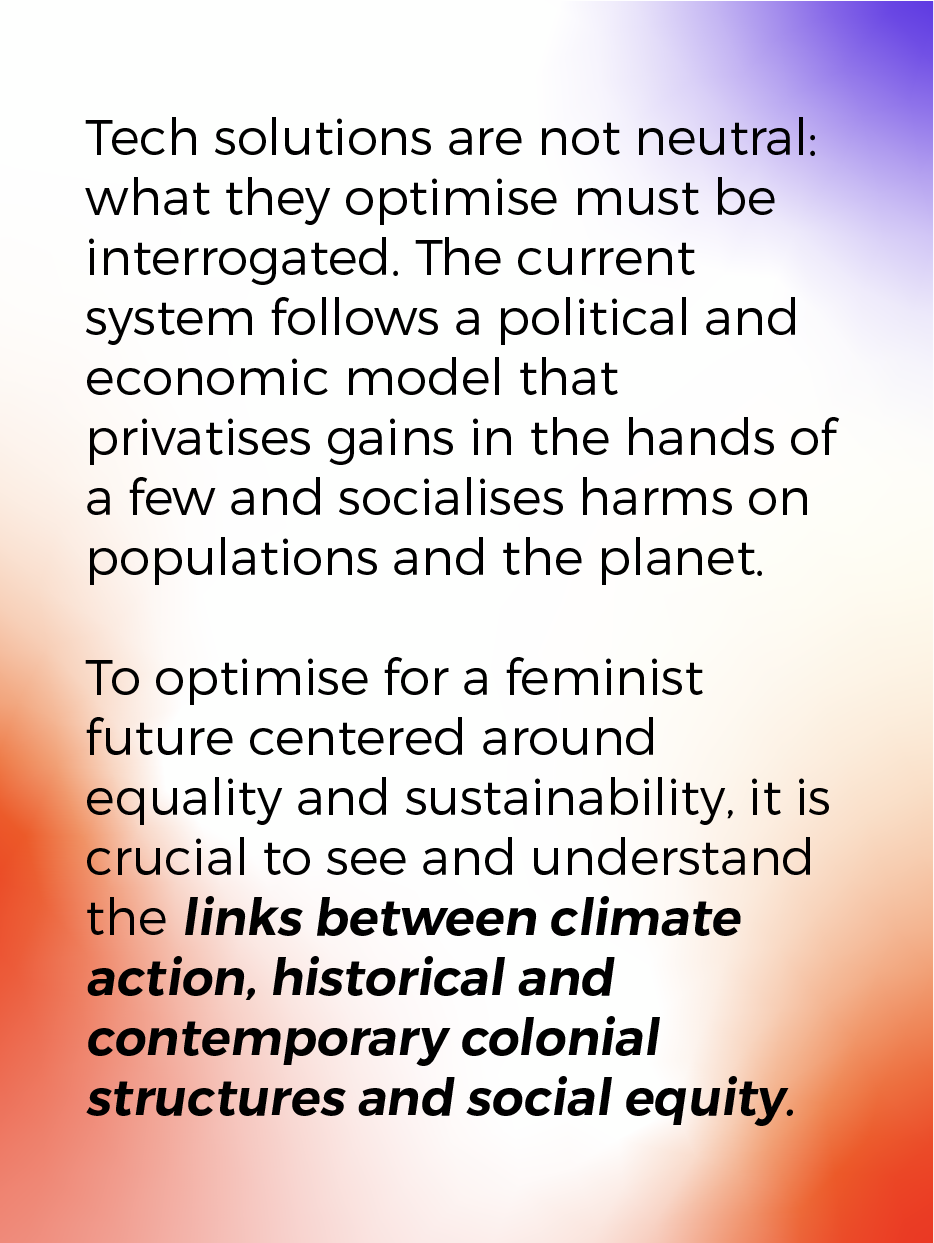 Tech solutions are not neutral:
what they optimise must be
interrogated. The current
system follows a political and
economic model that
privatises gains in the hands of
a few and socialises harms on
populations and the planet.
To optimise for a feminist
future centered around
equality and sustainability, it is
crucial to see and understand
the links between climate
action, historical and
contemporary colonial
structures and social equity.